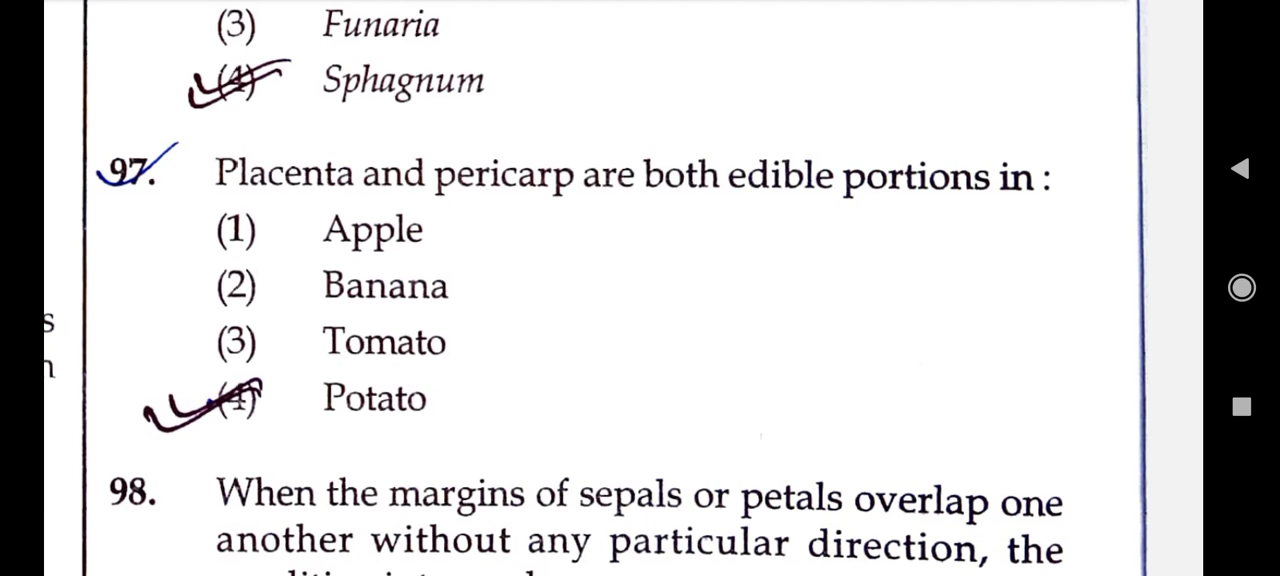 (3) Funaria
(4) Sphagnum
97. Placenta and pericarp are both edible portions in :
(1) Apple
(2) Banana
(3) Tomato
(4) Potato
98. When the margins of sepals or petals overlap one
another without any particular direction, the